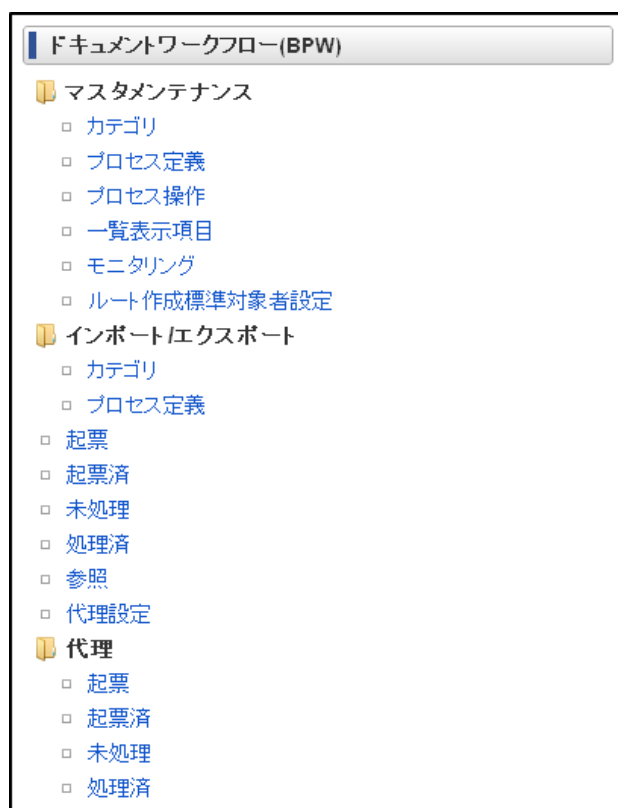 ドキュメントワークフロー(BPW)
マスタメンテナンス
カテゴリ
プロセス定義
プロセス操作
一覧表示項目
モニタリング
ルート作成標準対象者設定
インポート/エクスポート
カテゴリ
プロセス定義
起票
起票済
未処理
処理済
参照
代理設定
代理
起票
起票済
未処理
処理済